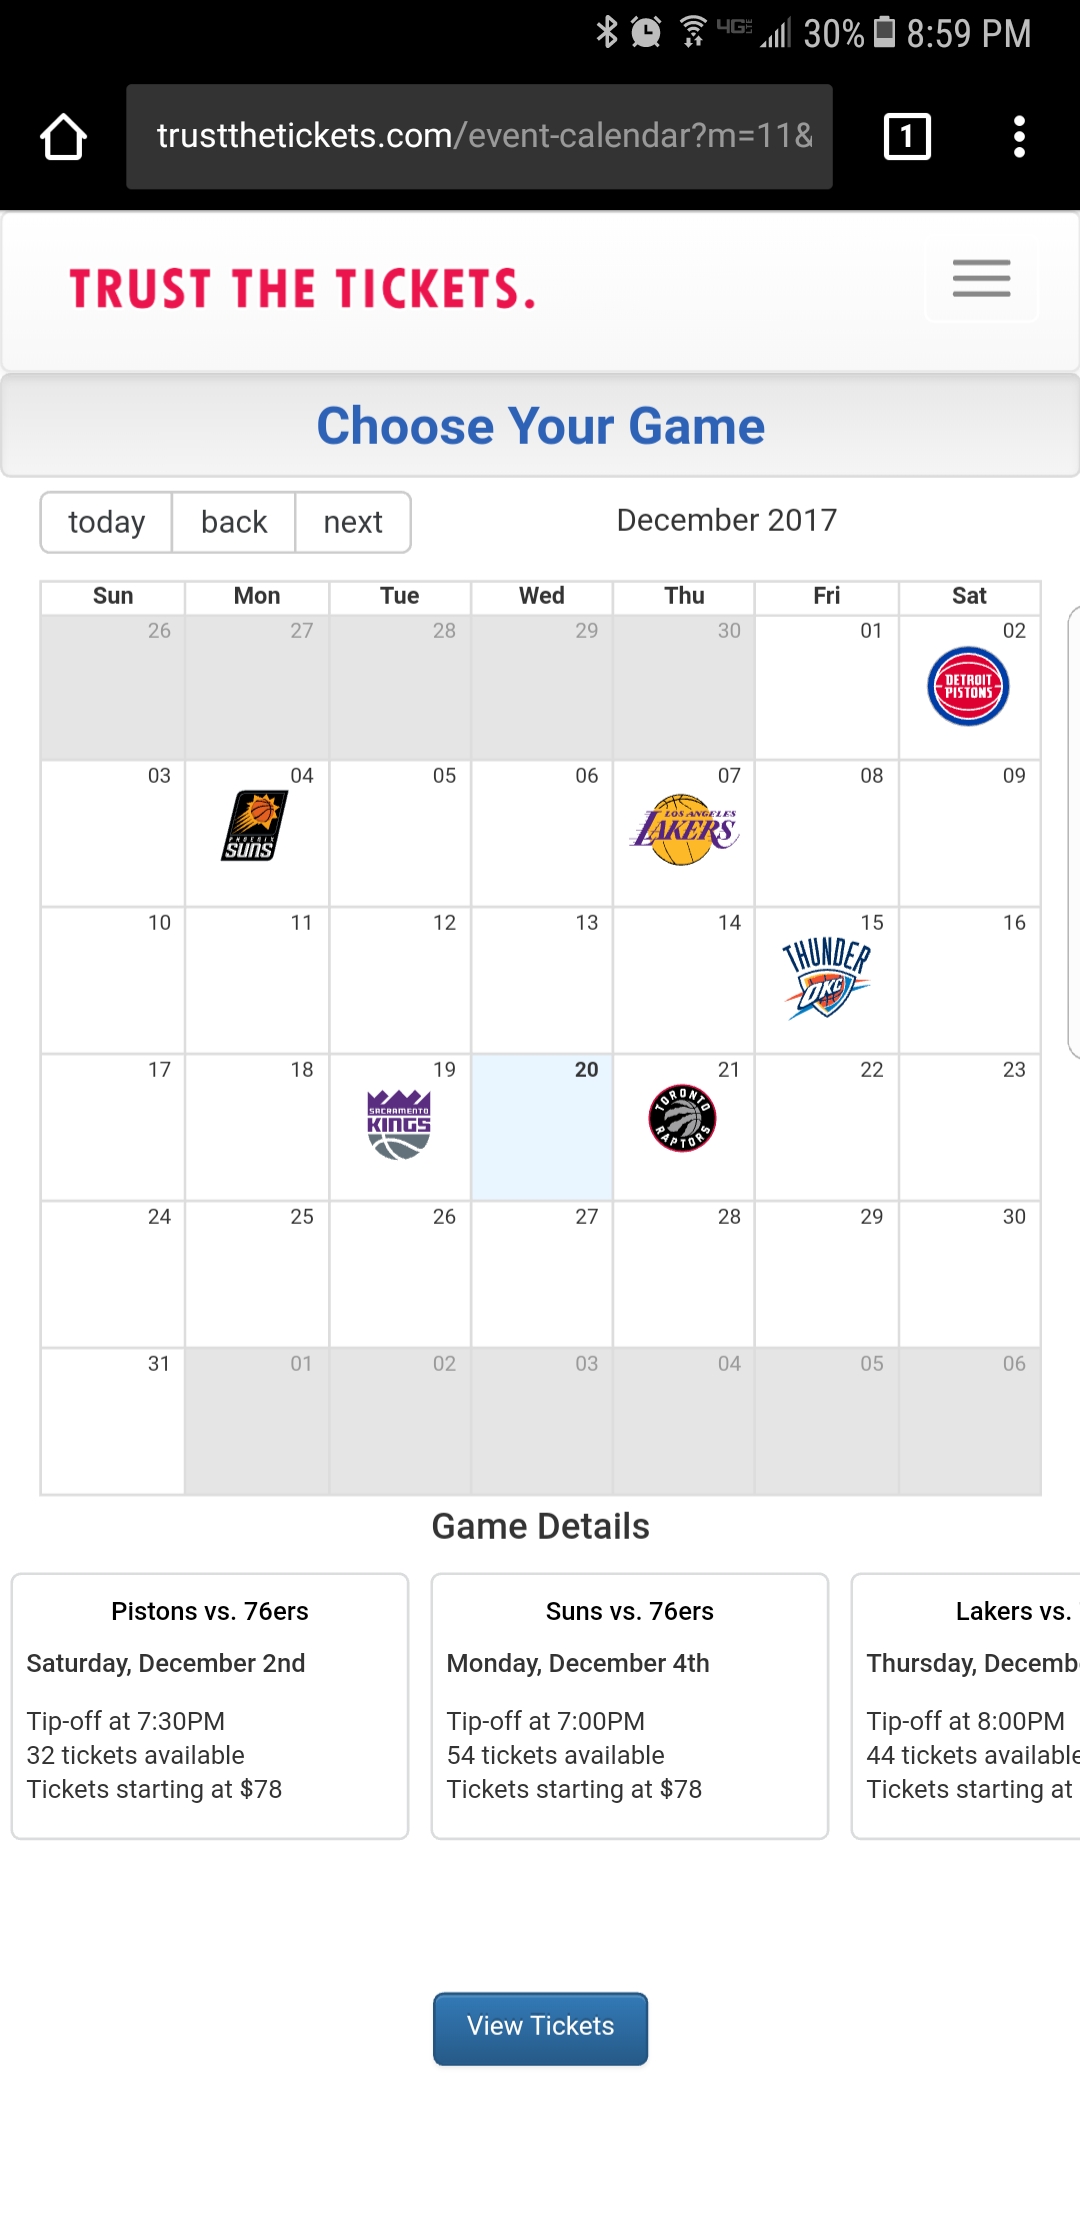 4G LTE 30% 8:59 PM
trustthetickets.com/event-calendar?m=11&
1
TRUST THE TICKETS.
Choose Your Game
today back next December 2017
Sun Mon Tue Wed Thu Fri Sat
26 27 28 29 30 01 02
DETROIT
PISTONS
03 04 05 06 07 08 09
PHOENIX
SUNS
LOS ANGELES
LAKERS
10 11 12 13 14 15 16
THUNDER
OKC
17 18 19 20 21 22 23
SACRAMENTO
KINGS
TORONTO
RAPTORS
24 25 26 27 28 29 30
31 01 02 03 04 05 06
Game Details
Pistons vs. 76ers
Saturday, December 2nd
Tip-off at 7:30PM
32 tickets available
Tickets starting at $78
Suns vs. 76ers
Monday, December 4th
Tip-off at 7:00PM
54 tickets available
Tickets starting at $78
Lakers vs.
Thursday, Decemb
Tip-off at 8:00PM
44 tickets available
Tickets starting at
View Tickets